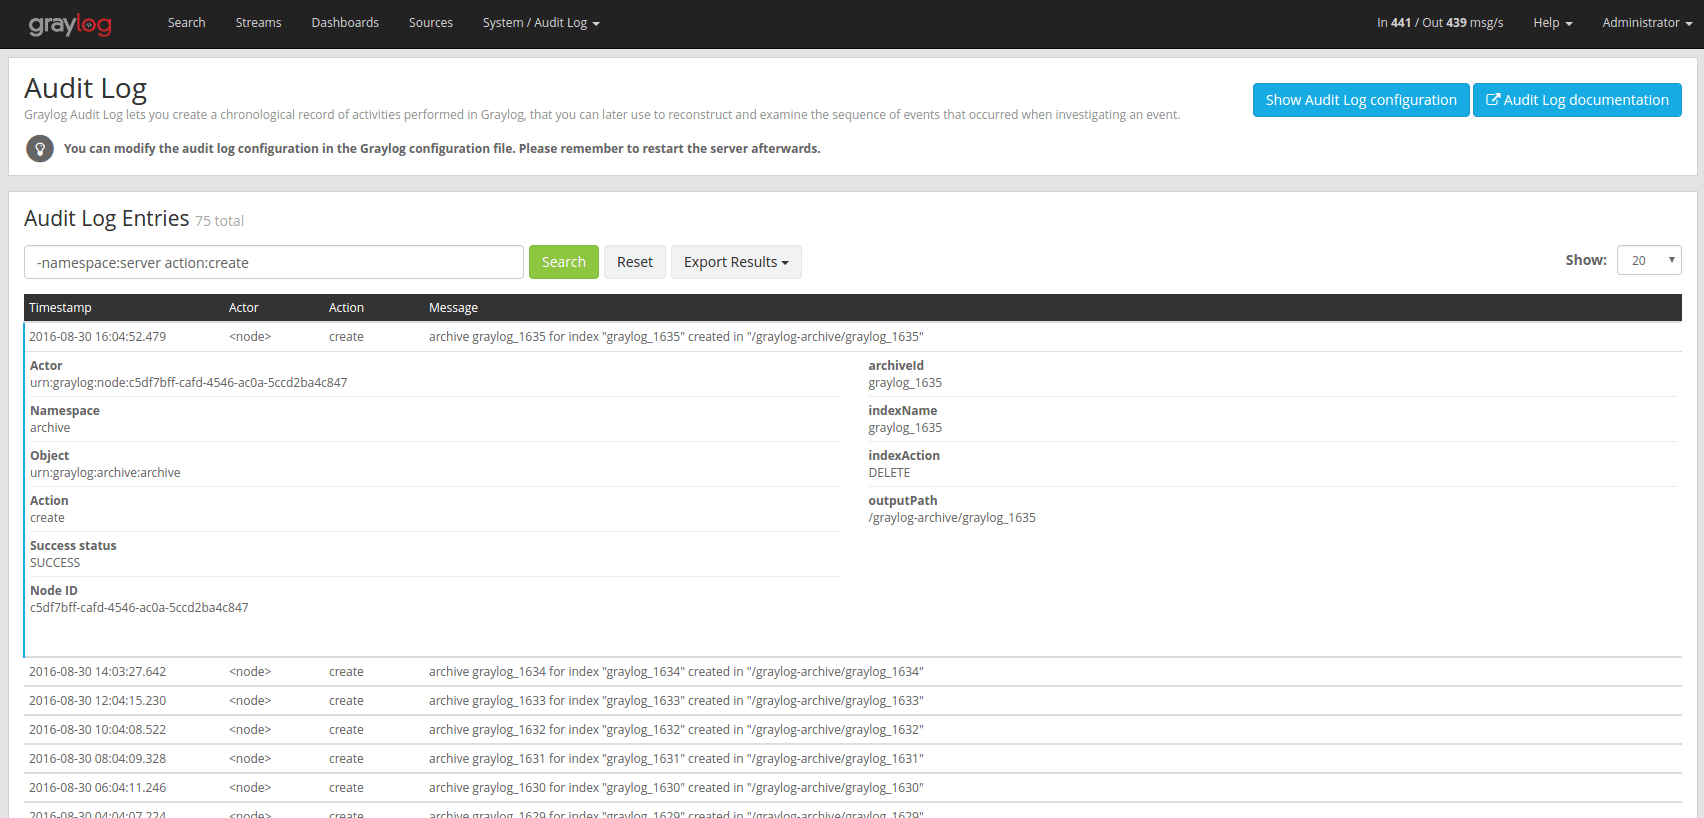 graylog Search Streams Dashboards Sources System / Audit Log In 441 / Out 439 msg/s Help Administrator
Audit Log
Show Audit Log configuration Audit Log documentation
Graylog Audit Log lets you create a chronological record of activities performed in Graylog, that you can later use to reconstruct and examine the sequence of events that occurred when investigating an event.
You can modify the audit log configuration in the Graylog configuration file. Please remember to restart the server afterwards.
Audit Log Entries 75 total
-namespace:server action:create Search Reset Export Results Show: 20
Timestamp Actor Action Message
2016-08-30 16:04:52.479 <node> create archive graylog_1635 for index "graylog_1635" created in "/graylog-archive/graylog_1635"
Actor
urn:graylog:node:c5df7bff-cafd-4546-ac0a-5ccd2ba4c847
Namespace
archive
Object
urn:graylog:archive:archive
Action
create
Success status
SUCCESS
Node ID
c5df7bff-cafd-4546-ac0a-5ccd2ba4c847
archiveId
graylog_1635
indexName
graylog_1635
indexAction
DELETE
outputPath
/graylog-archive/graylog_1635
2016-08-30 14:03:27.642 <node> create archive graylog_1634 for index "graylog_1634" created in "/graylog-archive/graylog_1634"
2016-08-30 12:04:15.230 <node> create archive graylog_1633 for index "graylog_1633" created in "/graylog-archive/graylog_1633"
2016-08-30 10:04:08.522 <node> create archive graylog_1632 for index "graylog_1632" created in "/graylog-archive/graylog_1632"
2016-08-30 08:04:09.328 <node> create archive graylog_1631 for index "graylog_1631" created in "/graylog-archive/graylog_1631"
2016-08-30 06:04:11.246 <node> create archive graylog_1630 for index "graylog_1630" created in "/graylog-archive/graylog_1630"
2016-08-30 04:04:07.224 <node> create archive graylog_1629 for index "graylog_1629" created in "/graylog-archive/graylog_1629"